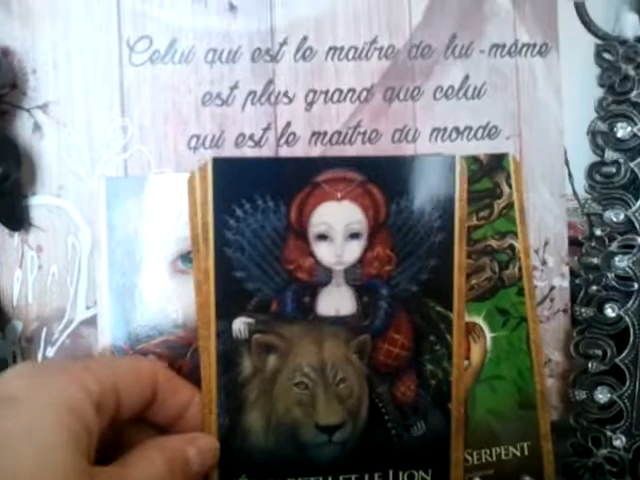 Celui qui est le maître de lui-même
est plus grand que celui
qui est le maître du monde.
SERPENT
ET LE LION